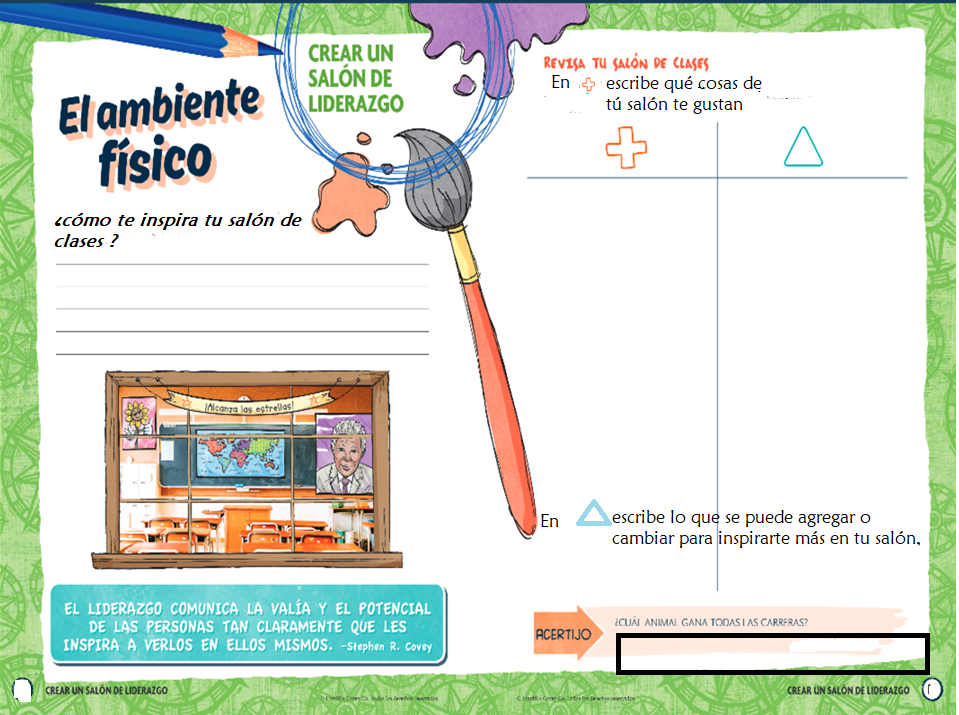 El ambiente
físico
CREAR UN
SALÓN DE
LIDERAZGO
¿cómo te inspira tu salón de
clases ?
¡Alcanza las estrellas!
EL LIDERAZGO COMUNICA LA VALÍA Y EL POTENCIAL
DE LAS PERSONAS TAN CLARAMENTE QUE LES
INSPIRA A VERLOS EN ELLOS MISMOS. -Stephen R. Covey
CREAR UN SALÓN DE LIDERAZGO
REVISA TU SALÓN DE CLASES
En escribe qué cosas de
tú salón te gustan
En escribe lo que se puede agregar o
cambiar para inspirarte más en tu salón,
ACERTIJO
¿CUÁL ANIMAL GANA TODAS LAS CARRERAS?
CREAR UN SALÓN DE LIDERAZGO